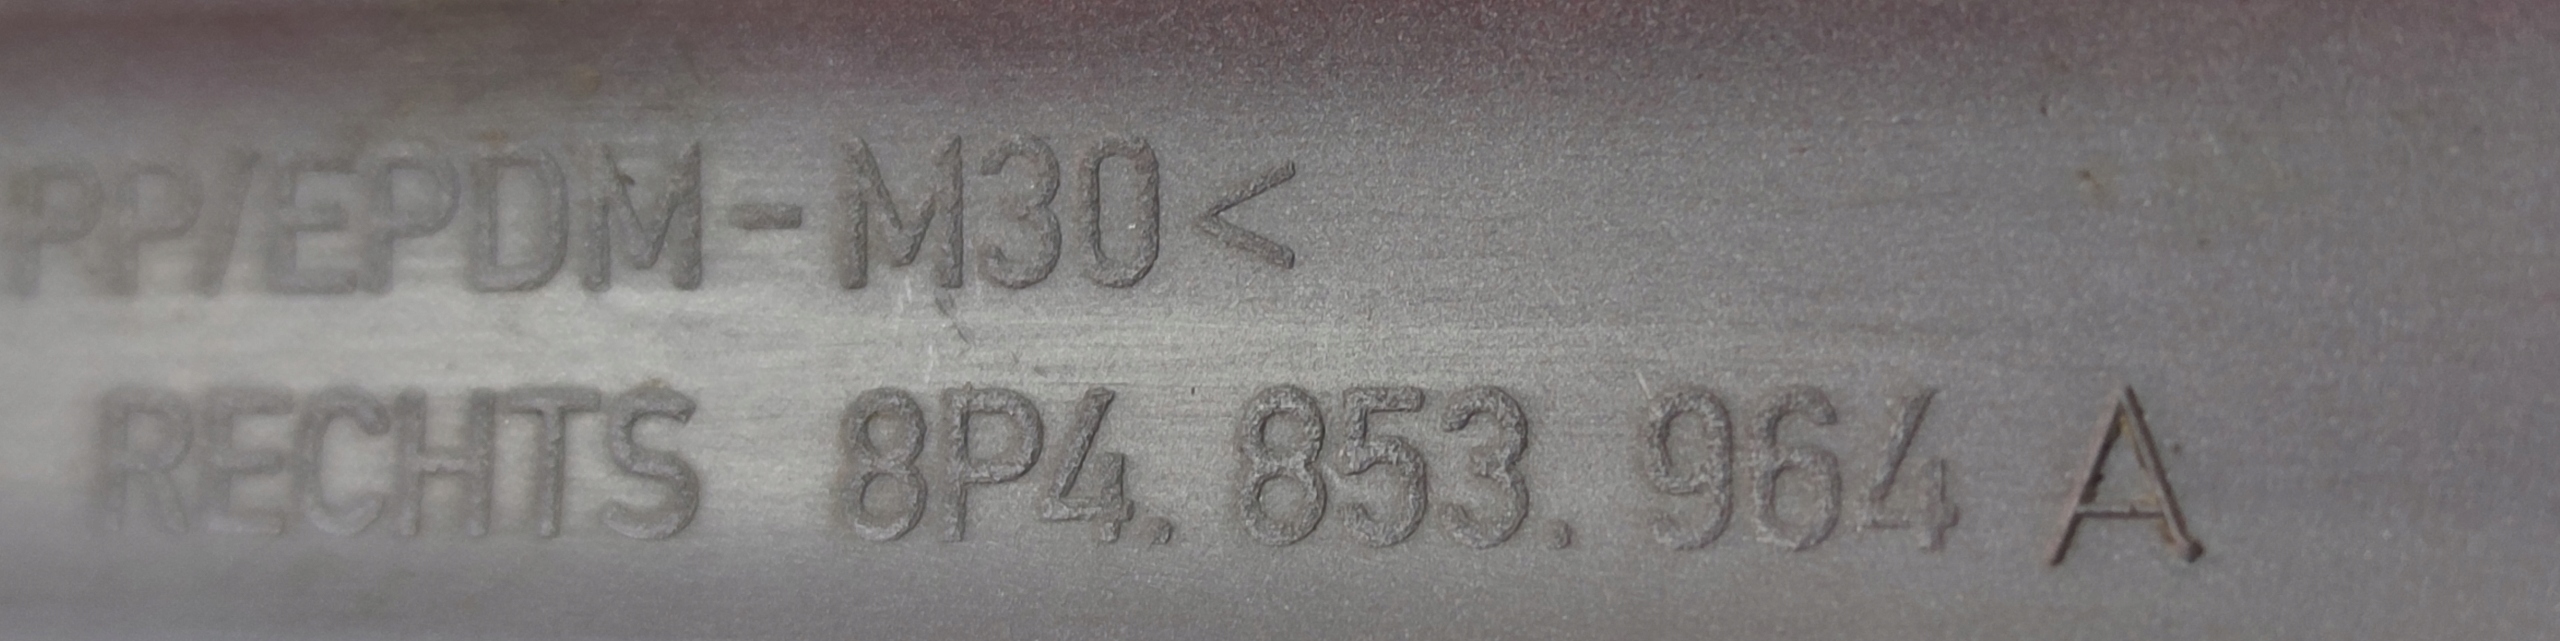 PP/EPDM-M30<
RECHTS 8P4. 853. 964 A